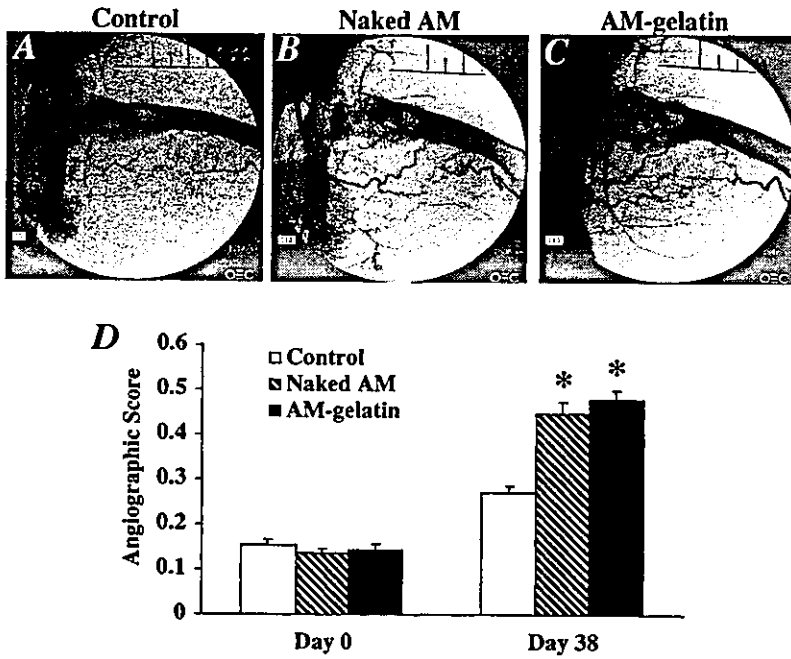 Control Naked AM AM-gelatin
A B C
OEC OEC OEC
D
Angiographic Score
0.6
0.5
0.4
0.3
0.2
0.1
0
Control
Naked AM
AM-gelatin
* *
Day 0 Day 38